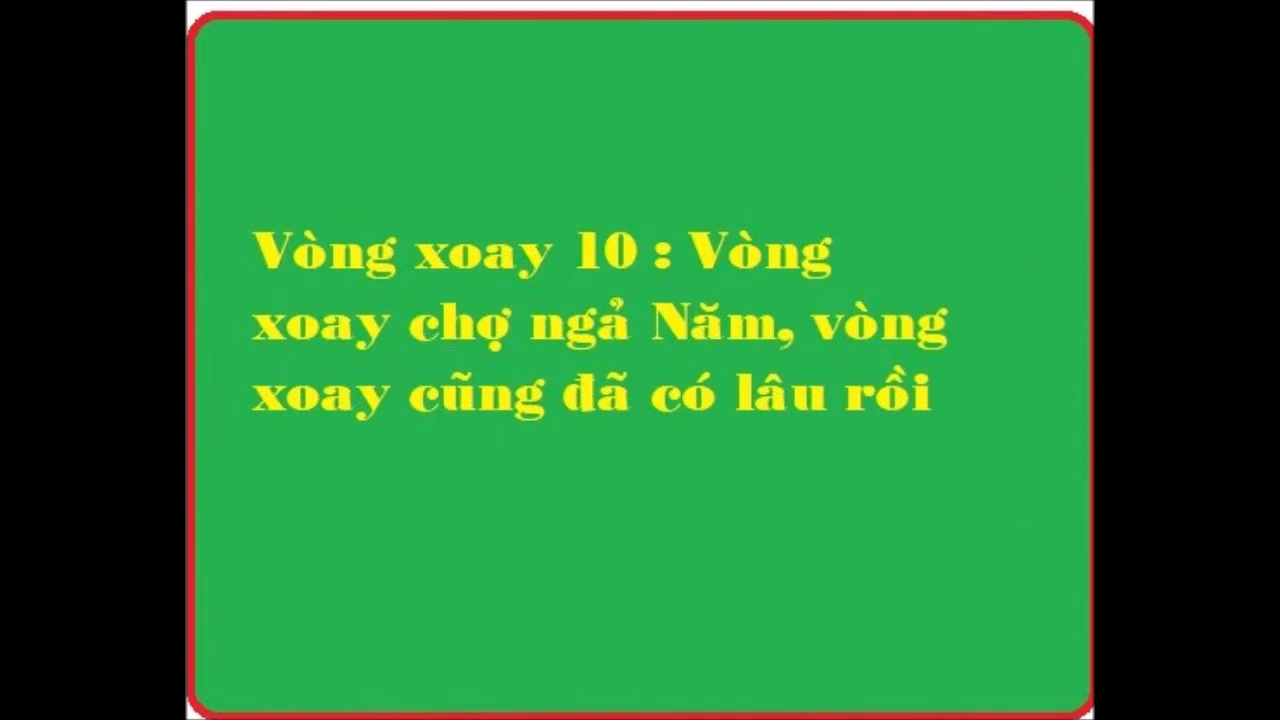 Vòng xoay 10 : Vòng
xoay chợ ngả Năm, vòng
xoay cũng đã có lâu rồi